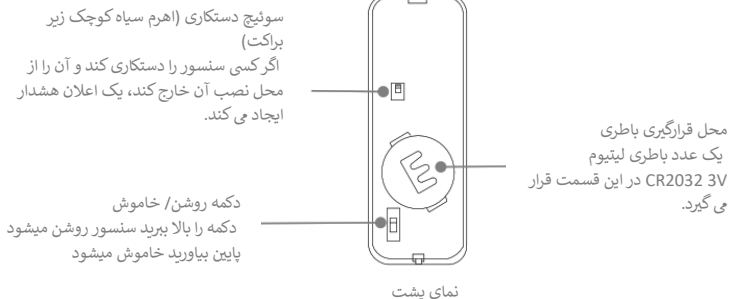 سوئیچ دستکاری (اهرم سیاه کوچک زیر
براکت)
اگر کسی سنسور را دستکاری کند و آن را از
محل نصب آن خارج کند، یک اعلان هشدار
ایجاد می کند.
محل قرارگیری باطری
یک عدد باطری لیتیوم
CR2032 3V در این قسمت قرار
می گیرد.
دکمه روشن/ خاموش
دکمه را بالا ببرید سنسور روشن میشود
پایین بیاورید خاموش میشود
نمای پشت